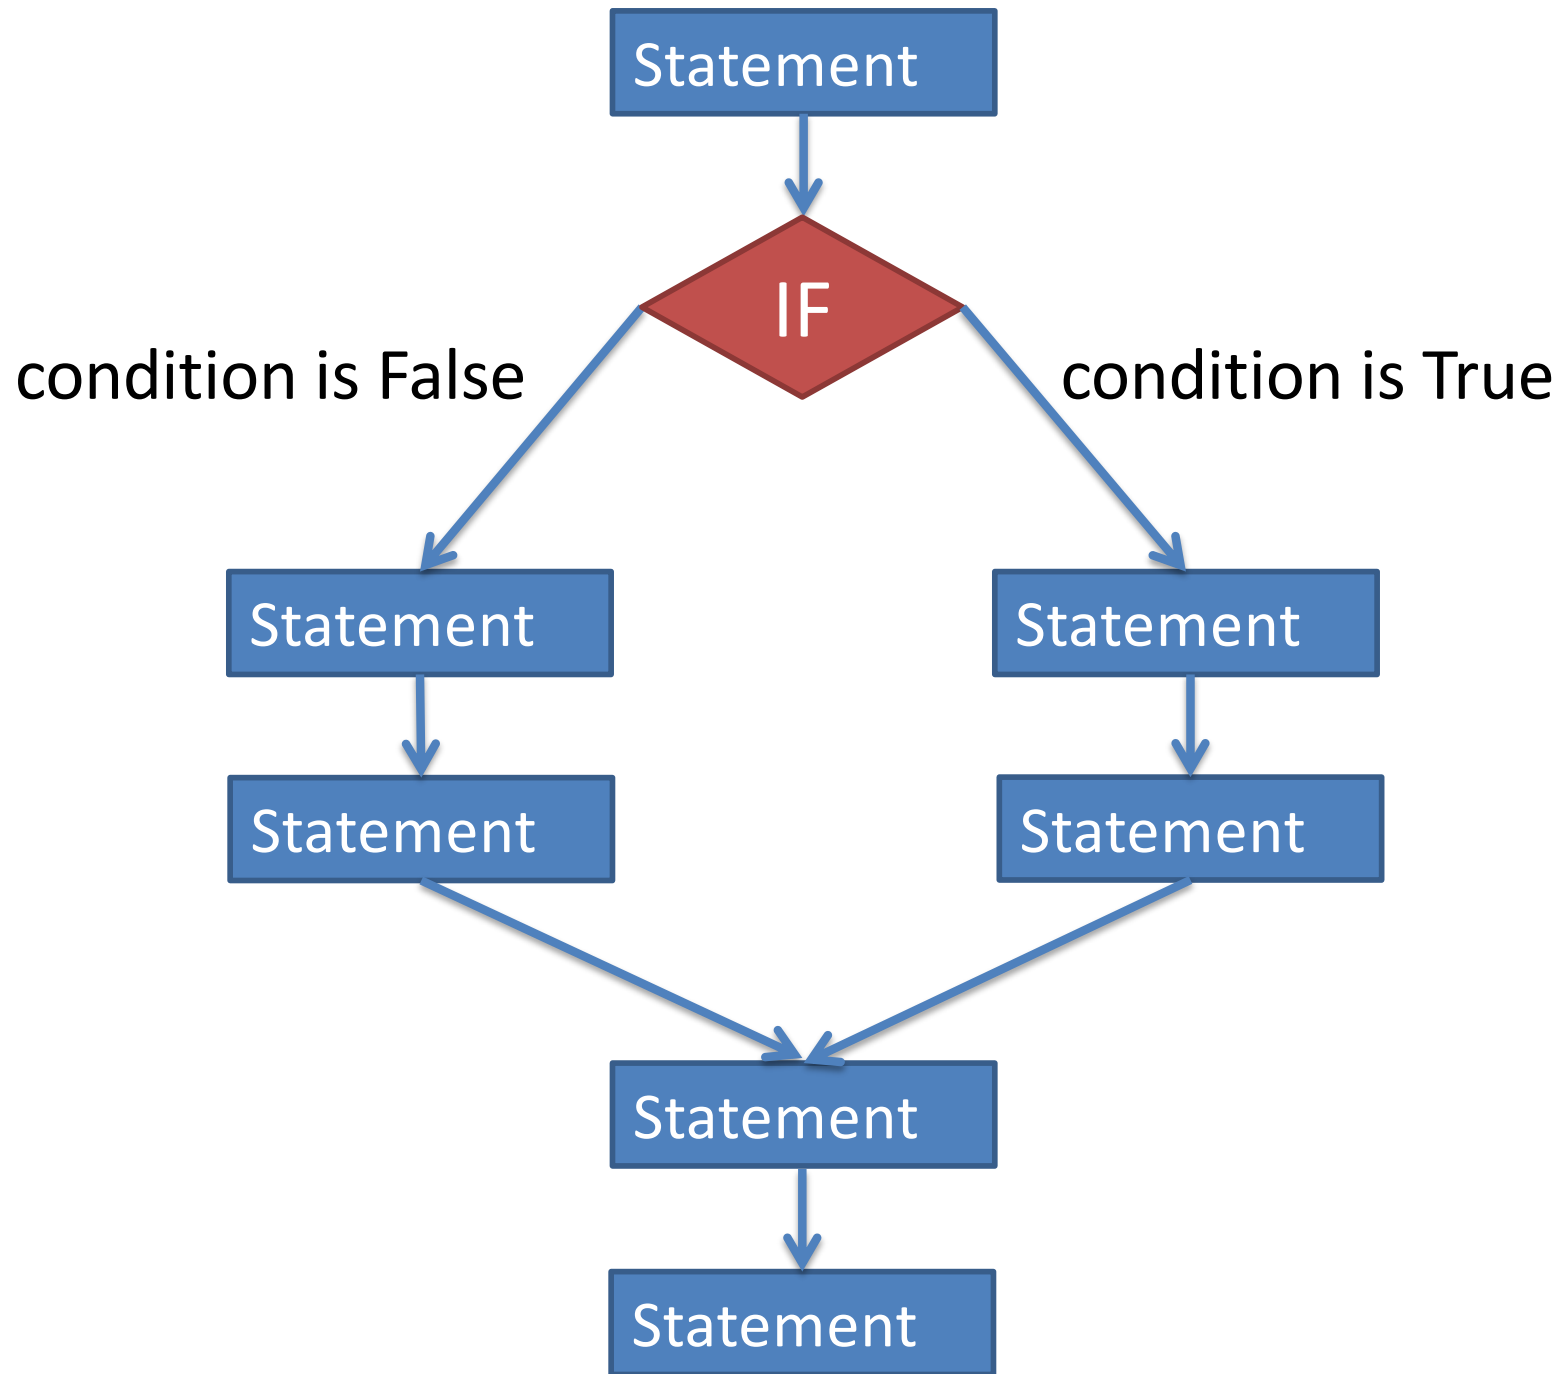 Statement
IF
condition is False
condition is True
Statement
Statement
Statement
Statement
Statement
Statement